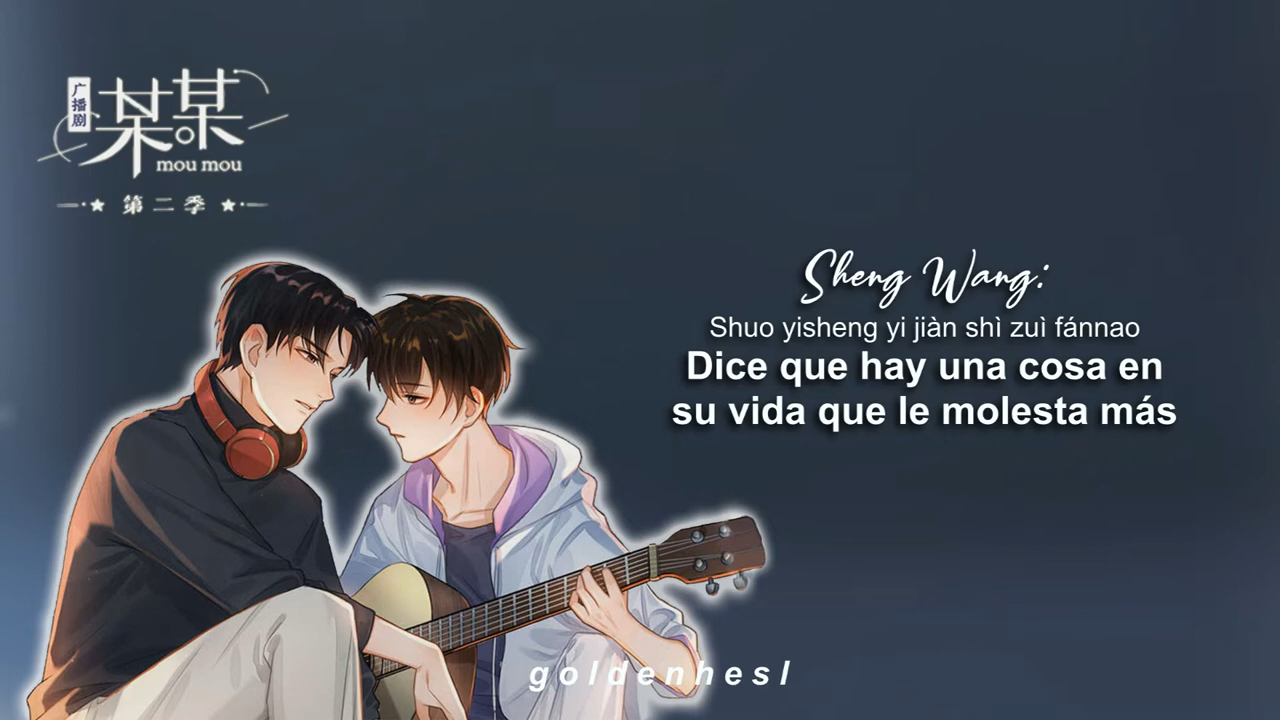 广播剧
某某
mou mou
第二季
Sheng Wang:
Shuo yisheng yi jiàn shì zuì fánnao
Dice que hay una cosa en
su vida que le molesta más
goldenhesl